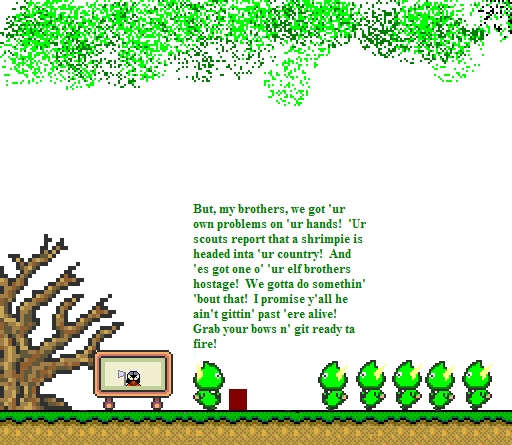 But, my brothers, we got 'ur
own problems on 'ur hands!  'Ur
scouts report that a shrimpie is
headed inta 'ur country!  And
'es got one o' 'ur elf brothers
hostage!  We gotta do somethin'
'bout that!  I promise y'all he
ain't gittin' past 'ere alive!
Grab your bows n' git ready ta
fire!